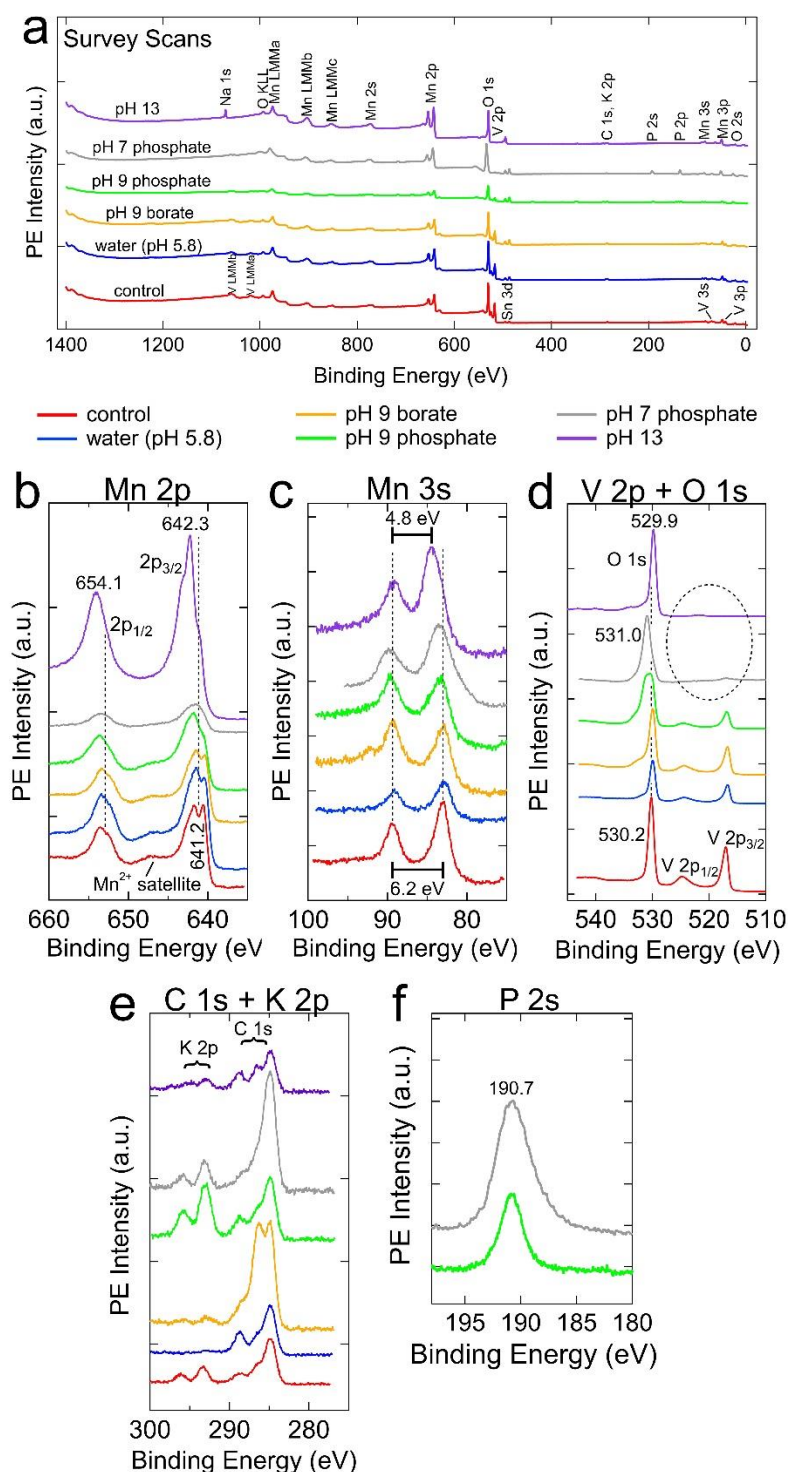 a
Survey Scans
PE Intensity (a.u.)
Na 1s
O KLL
Mn LMMa
Mn LMMb
Mn LMMc
Mn 2s
Mn 2p
O 1s
V 2p
C 1s, K 2p
P 2s
P 2p
Mn 3s
Mn 3p
O 2s
pH 13
pH 7 phosphate
pH 9 phosphate
pH 9 borate
water (pH 5.8)
V LMMb
V LMMa
control
Sn 3d
V 3s
V 3p
1400 1200 1000 800 600 400 200 0
Binding Energy (eV)
control pH 9 borate pH 7 phosphate
water (pH 5.8) pH 9 phosphate pH 13
b
Mn 2p
PE Intensity (a.u.)
642.3
2p3/2
654.1
2p1/2
641.2
Mn2+ satellite
660 650 640
Binding Energy (eV
c
Mn 3s
PE Intensity (a.u.)
4.8 eV
6.2 eV
100 90 80
Binding Energy (eV)
d
V 2p + O 1s
PE Intensity (a.u.)
529.9
O 1s
531.0
530.2
V 2p3/2
V 2p1/2
540 530 520 510
Binding Energy (eV)
e
C 1s + K 2p
PE Intensity (a.u.)
C 1s
K 2p
300 290 280
Binding Energy (eV)
f
P 2s
PE Intensity (a.u.)
190.7
195 190 185 180
Binding Energy (eV)